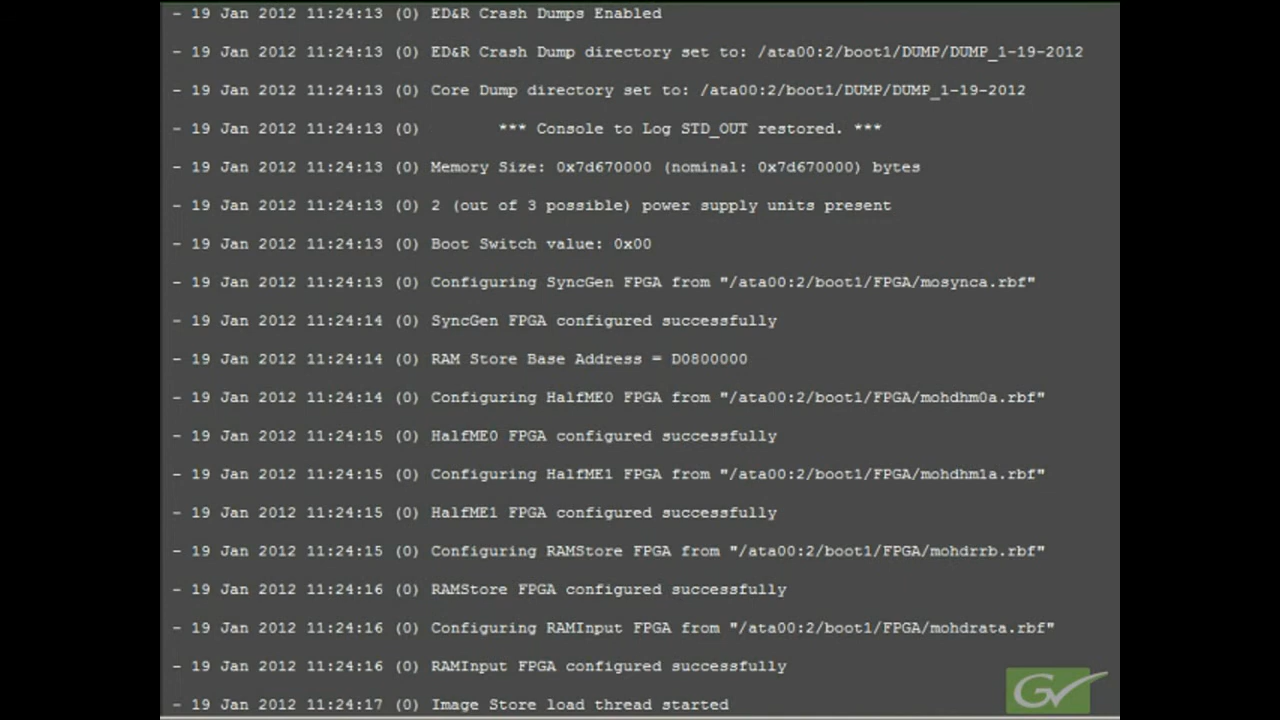 - 19 Jan 2012 11:24:13 (0) ED&R Crash Dumps Enabled
- 19 Jan 2012 11:24:13 (0) ED&R Crash Dump directory set to: /ata00:2/boot1/DUMP/DUMP_1-19-2012
- 19 Jan 2012 11:24:13 (0) Core Dump directory set to: /ata00:2/boot1/DUMP/DUMP_1-19-2012
- 19 Jan 2012 11:24:13 (0) *** Console to Log STD_OUT restored. ***
- 19 Jan 2012 11:24:13 (0) Memory Size: 0x7d670000 (nominal: 0x7d670000) bytes
- 19 Jan 2012 11:24:13 (0) 2 (out of 3 possible) power supply units present
- 19 Jan 2012 11:24:13 (0) Boot Switch value: 0x00
- 19 Jan 2012 11:24:13 (0) Configuring SyncGen FPGA from "/ata00:2/boot1/FPGA/mosynca.rbf"
- 19 Jan 2012 11:24:14 (0) SyncGen FPGA configured successfully
- 19 Jan 2012 11:24:14 (0) RAM Store Base Address = D0800000
- 19 Jan 2012 11:24:14 (0) Configuring HalfME0 FPGA from "/ata00:2/boot1/FPGA/mohdhm0a.rbf"
- 19 Jan 2012 11:24:15 (0) HalfME0 FPGA configured successfully
- 19 Jan 2012 11:24:15 (0) Configuring HalfME1 FPGA from "/ata00:2/boot1/FPGA/mohdhm1a.rbf"
- 19 Jan 2012 11:24:15 (0) HalfME1 FPGA configured successfully
- 19 Jan 2012 11:24:15 (0) Configuring RAMStore FPGA from "/ata00:2/boot1/FPGA/mohdrrb.rbf"
- 19 Jan 2012 11:24:16 (0) RAMStore FPGA configured successfully
- 19 Jan 2012 11:24:16 (0) Configuring RAMInput FPGA from "/ata00:2/boot1/FPGA/mohdrata.rbf"
- 19 Jan 2012 11:24:16 (0) RAMInput FPGA configured successfully
- 19 Jan 2012 11:24:17 (0) Image Store load thread started
GV